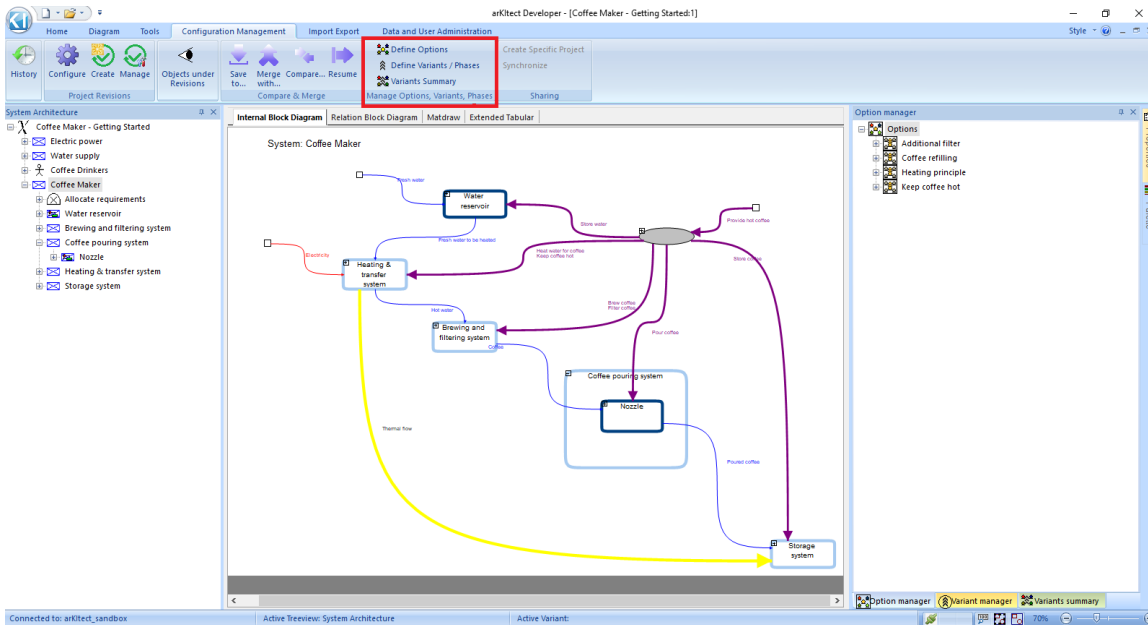 arKItect Developer - [Coffee Maker - Getting Started:1]
KI
Home Diagram Tools Configuration Management Import Export Data and User Administration Style
History
Configure Create Manage
Project Revisions
Objects under Revisions
Save to... Merge with... Compare... Resume
Compare & Merge
Define Options
Define Variants / Phases
Variants Summary
Manage Options, Variants, Phases
Create Specific Project
Synchronize
Sharing
System Architecture
Coffee Maker - Getting Started
Electric power
Water supply
Coffee Drinkers
Coffee Maker
Allocate requirements
Water reservoir
Brewing and filtering system
Coffee pouring system
Nozzle
Heating & transfer system
Storage system
Internal Block Diagram Relation Block Diagram Matdraw Extended Tabular
System: Coffee Maker
Fresh water
Water
reservoir
Provide hot coffee
Store water
Fresh water to be heated
Heat water for coffee
Keep coffee hot
Electricity
Store coffee
Heating &
transfer
system
Hot water
Brew coffee
Filter coffee
Brewing and
filtering system
Pour coffee
Coffee
Coffee pouring system
Nozzle
Thermal flow
Poured coffee
Storage
system
Option manager
Options
Additional filter
Coffee refilling
Heating principle
Keep coffee hot
Option manager Variant manager Variants summary
Connected to: arKItect_sandbox Active Treeview: System Architecture Active Variant: 70%